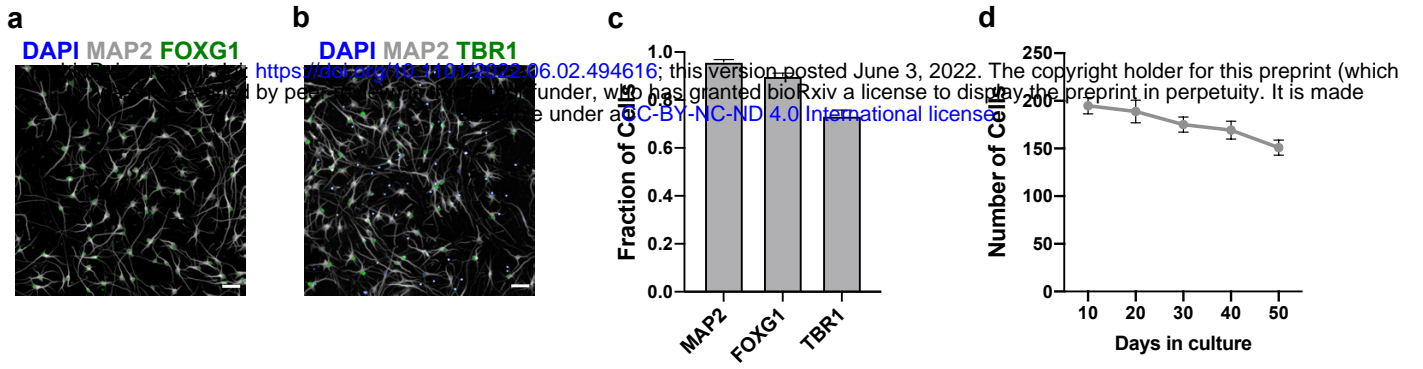 a
DAPI MAP2 FOXG1
b
DAPI MAP2 TBR1
https://doi.org/10.1101/2022.06.02.494616; this version posted June 3, 2022. The copyright holder for this preprint (which
by funder, who has granted bioRxiv a license to display the preprint in perpetuity. It is made
under a CC-BY-NC-ND 4.0 International license
c
Fraction of Cells
1.0
0.8
0.6
0.4
0.2
0.0
MAP2
FOXG1
TBR1
d
Number of Cells
250
200
150
100
50
0
10 20 30 40 50
Days in culture